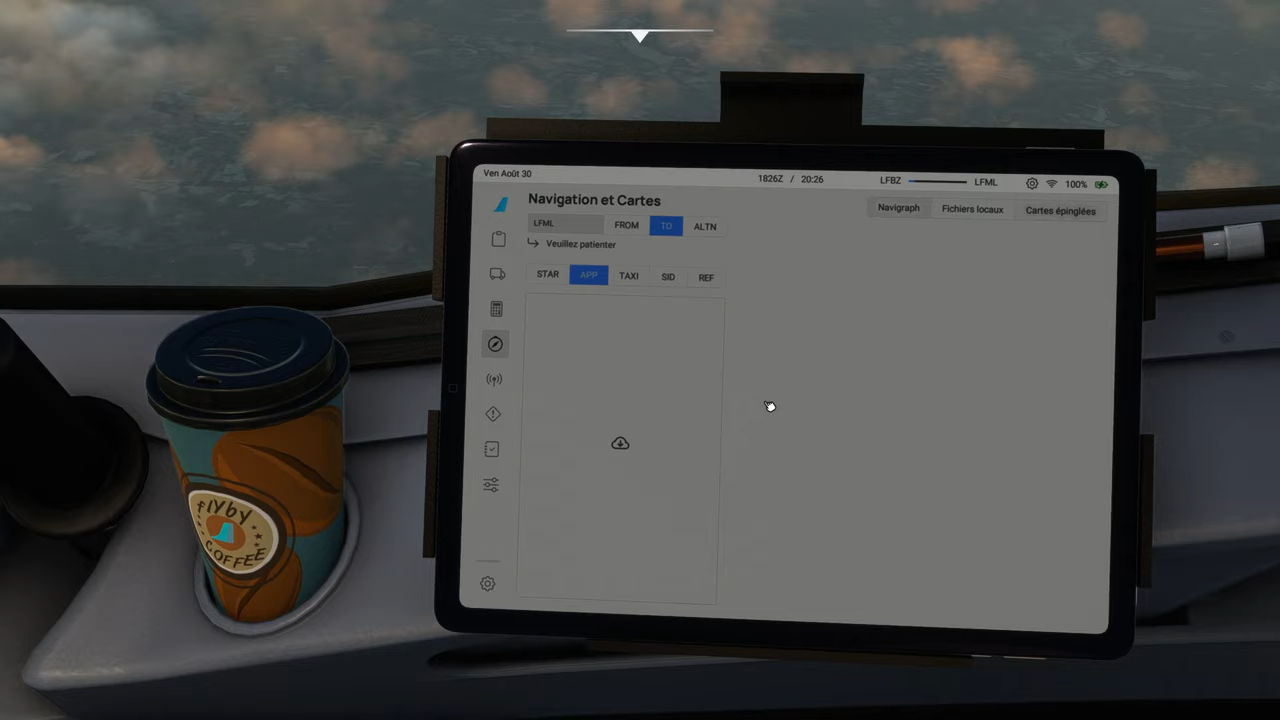 Ven Août 30
1826Z / 20:26
LFBZ LFML
100%
Navigation et Cartes
Navigraph Fichiers locaux Cartes épinglées
LFML FROM TO ALTN
Veuillez patienter
STAR APP TAXI SID REF
flyby
COFFEE